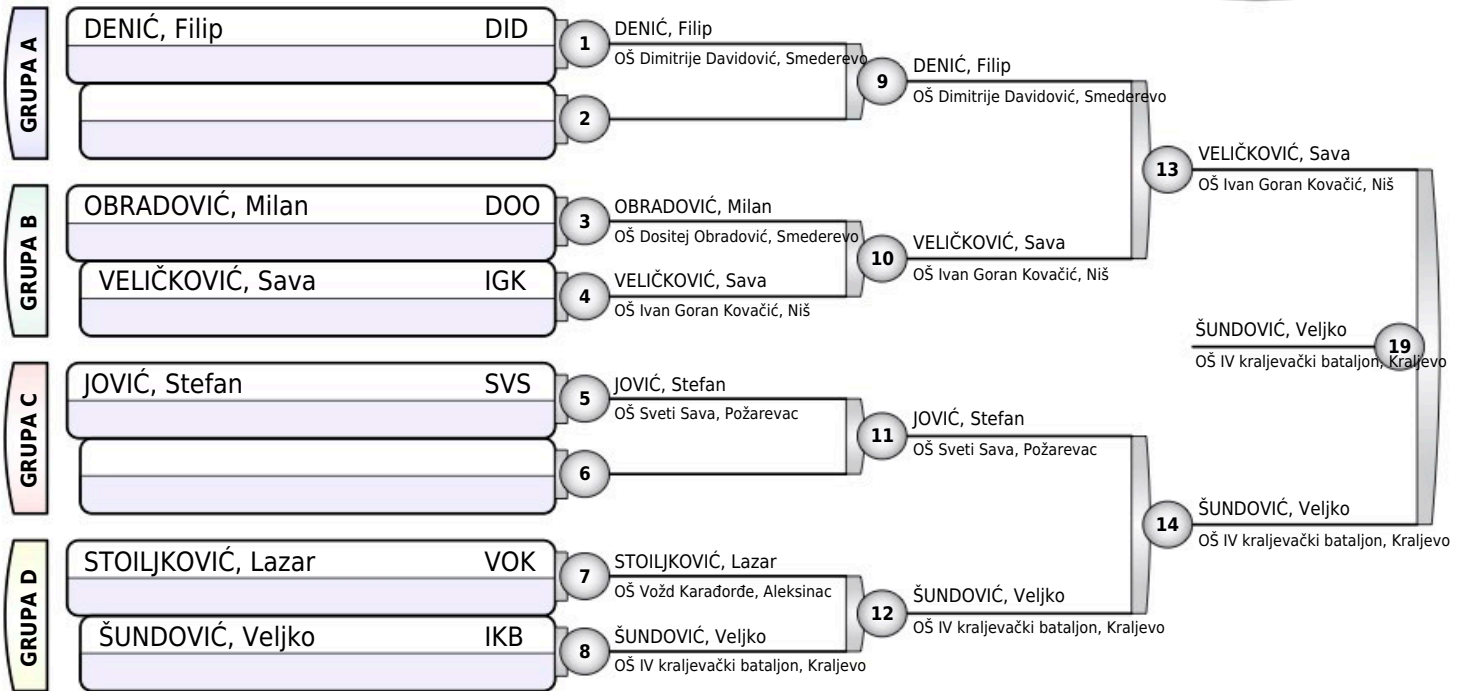 GRUPA A
DENIĆ, Filip DID
1
DENIĆ, Filip
OŠ Dimitrije Davidović, Smederevo
2
9
DENIĆ, Filip
OŠ Dimitrije Davidović, Smederevo
13
VELIČKOVIĆ, Sava
OŠ Ivan Goran Kovačić, Niš
GRUPA B
OBRADOVIĆ, Milan DOO
3
OBRADOVIĆ, Milan
OŠ Dositej Obradović, Smederevo
VELIČKOVIĆ, Sava IGK
4
VELIČKOVIĆ, Sava
OŠ Ivan Goran Kovačić, Niš
10
VELIČKOVIĆ, Sava
OŠ Ivan Goran Kovačić, Niš
ŠUNDOVIĆ, Veljko
19
OŠ IV kraljevački bataljon, Kraljevo
GRUPA C
JOVIĆ, Stefan SVS
5
JOVIĆ, Stefan
OŠ Sveti Sava, Požarevac
6
11
JOVIĆ, Stefan
OŠ Sveti Sava, Požarevac
14
ŠUNDOVIĆ, Veljko
OŠ IV kraljevački bataljon, Kraljevo
GRUPA D
STOILJKOVIĆ, Lazar VOK
7
STOILJKOVIĆ, Lazar
OŠ Vožd Karađorđe, Aleksinac
ŠUNDOVIĆ, Veljko IKB
8
ŠUNDOVIĆ, Veljko
OŠ IV kraljevački bataljon, Kraljevo
12
ŠUNDOVIĆ, Veljko
OŠ IV kraljevački bataljon, Kraljevo